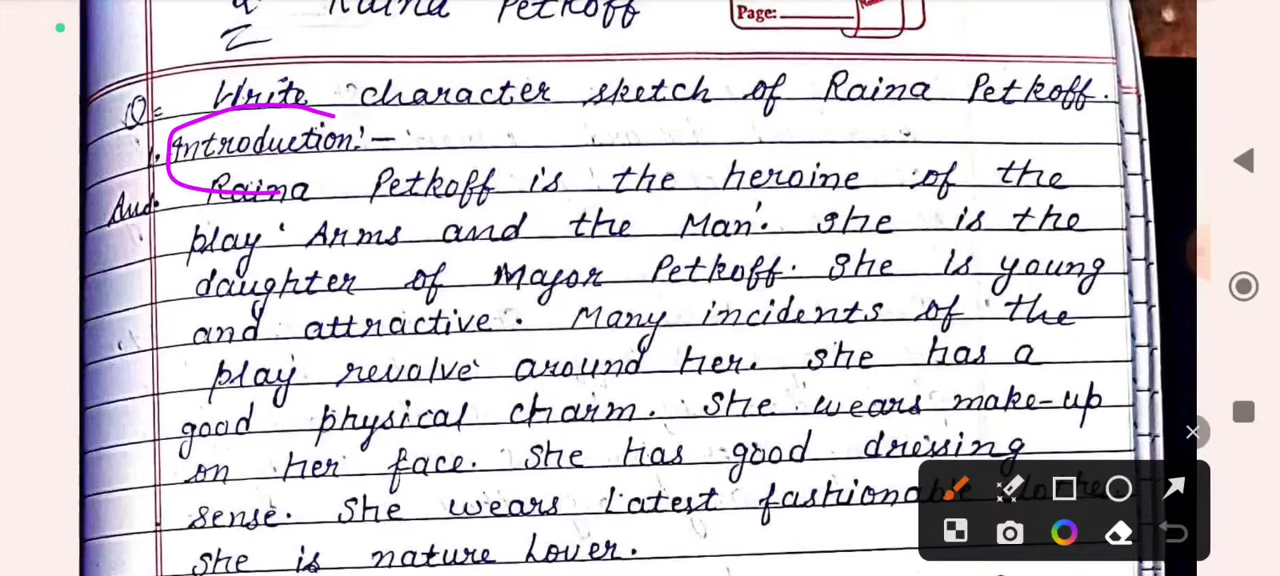 Raina Petkoff
Page:
Q= Write character sketch of Raina Petkoff.
1. Introduction:-
Ans. Raina Petkoff is the heroine of the
play 'Arms and the Man'. She is the
daughter of Major Petkoff. She is young
and attractive. Many incidents of the
play revolve around her. She has a
good physical charm. She wears make-up
on her face. She has good dressing
sense. She wears Latest fashionable
She is nature Lover.